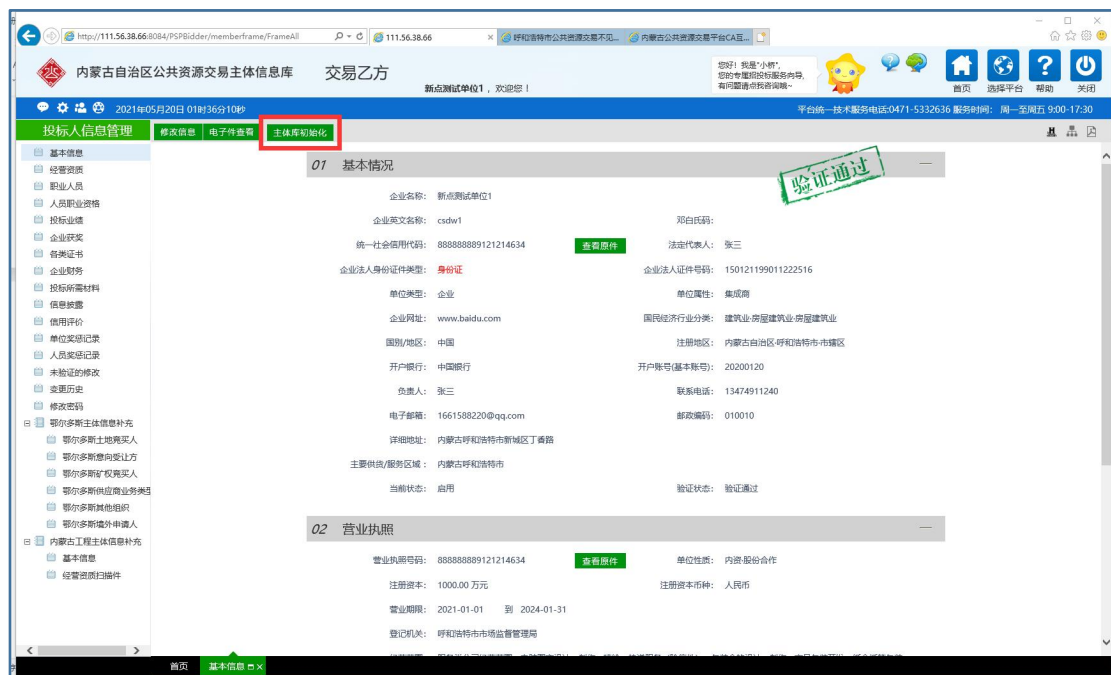 http://111.56.38.66:8084/PSPBidder/memberframe/FrameAll
111.56.38.66
呼和浩特市公共资源交易不见...
内蒙古公共资源交易平台CA互...
内蒙古自治区公共资源交易主体信息库
交易乙方
新点测试单位1，欢迎您！
您好！我是"小桥"，
您的专属招投标服务向导，
有问题请点我咨询哦~
首页 选择平台 帮助 关闭
2021年05月20日 01时36分10秒
平台统一技术服务电话:0471-5332636 服务时间： 周一至周五 9:00-17:30
投标人信息管理
修改信息 电子件查看 主体库初始化
基本信息
经营资质
职业人员
人员职业资格
投标业绩
企业获奖
各类证书
企业财务
投标所需材料
信息披露
信用评价
单位奖惩记录
人员奖惩记录
未验证的修改
变更历史
修改密码
鄂尔多斯主体信息补充
鄂尔多斯土地竞买人
鄂尔多斯意向受让方
鄂尔多斯矿权竞买人
鄂尔多斯供应商业务类型
鄂尔多斯其他组织
鄂尔多斯境外申请人
内蒙古工程主体信息补充
基本信息
经营资质扫描件
01 基本情况
验证通过
企业名称： 新点测试单位1
企业英文名称： csdw1 邓白氏码：
统一社会信用代码： 888888889121214634 查看原件 法定代表人： 张三
企业法人身份证件类型： 身份证 企业法人证件号码： 150121199011222516
单位类型： 企业 单位属性： 集成商
企业网址： www.baidu.com 国民经济行业分类： 建筑业·房屋建筑业·房屋建筑业
国别/地区： 中国 注册地区： 内蒙古自治区·呼和浩特市·市辖区
开户银行： 中国银行 开户账号(基本账号)： 20200120
负责人： 张三 联系电话： 13474911240
电子邮箱： 1661588220@qq.com 邮政编码： 010010
详细地址： 内蒙古呼和浩特市新城区丁香路
主要供货/服务区域： 内蒙古呼和浩特市
当前状态： 启用 验证状态： 验证通过
02 营业执照
营业执照号码： 888888889121214634 查看原件 单位性质： 内资·股份合作
注册资本： 1000.00 万元 注册资本币种： 人民币
营业期限： 2021-01-01 到 2024-01-31
登记机关： 呼和浩特市市场监督管理局
首页 基本信息